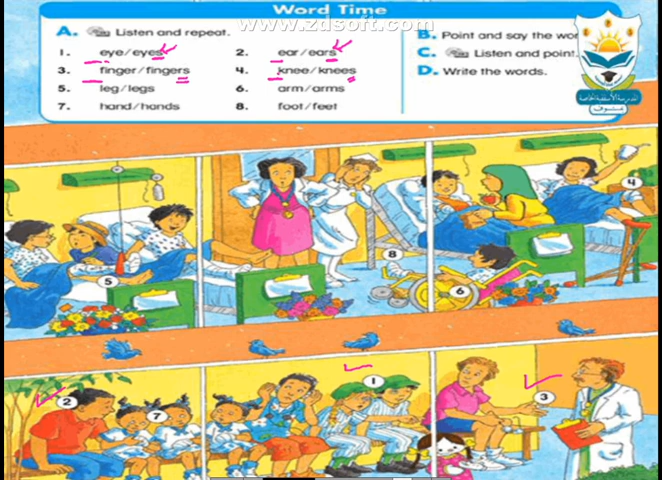 Word Time
www.zdsoft.com
A. Listen and repeat.
1. eye/eyes
2. ear/ears
3. finger/fingers
4. knee/knees
5. leg/legs
6. arm/arms
7. hand/hands
8. foot/feet
B. Point and say the wor
C. Listen and point.
D. Write the words.
منوف
4
8
5
6
2
7
1
3